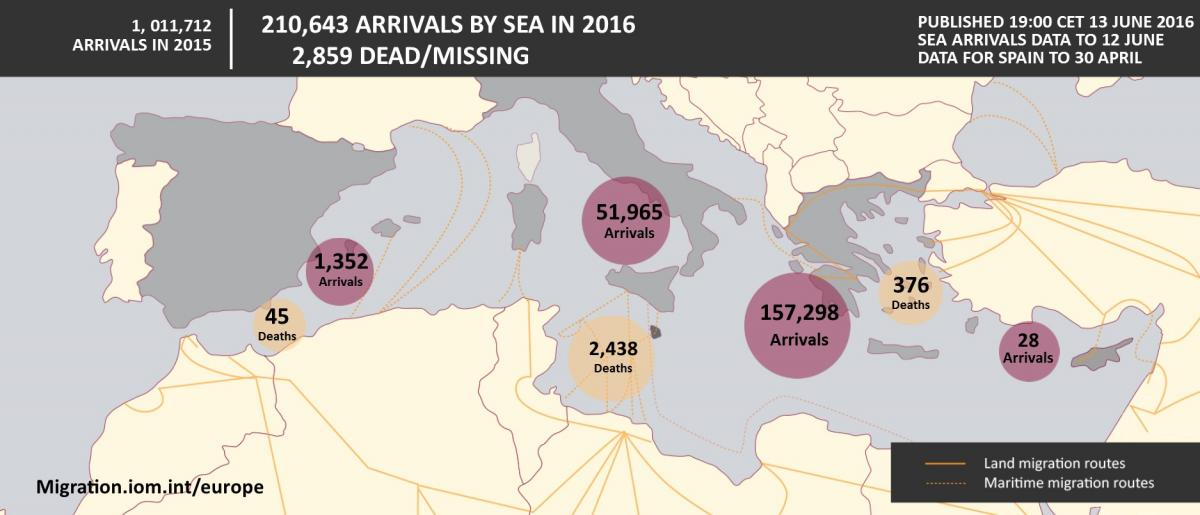 1, 011,712
ARRIVALS IN 2015
210,643 ARRIVALS BY SEA IN 2016
2,859 DEAD/MISSING
PUBLISHED 19:00 CET 13 JUNE 2016
SEA ARRIVALS DATA TO 12 JUNE
DATA FOR SPAIN TO 30 APRIL
51,965
Arrivals
1,352
Arrivals
45
Deaths
2,438
Deaths
157,298
Arrivals
376
Deaths
28
Arrivals
Land migration routes
Maritime migration routes
Migration.iom.int/europe